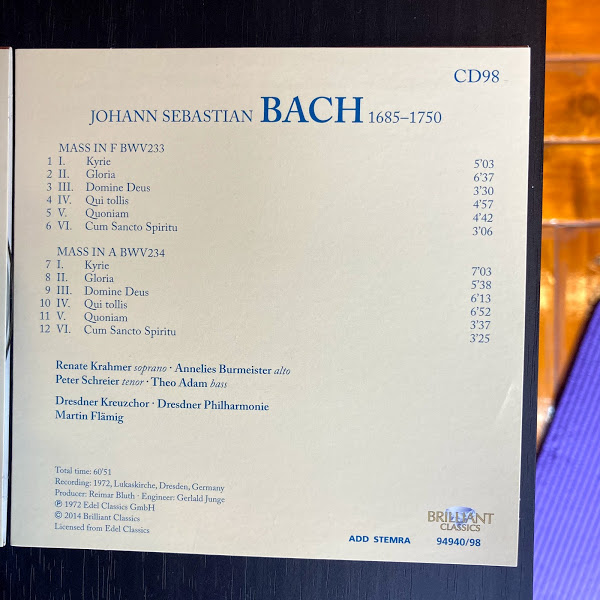 CD98
JOHANN SEBASTIAN BACH 1685–1750
MASS IN F BWV233
1 I. Kyrie 5'03
2 II. Gloria 6'37
3 III. Domine Deus 3'30
4 IV. Qui tollis 4'57
5 V. Quoniam 4'42
6 VI. Cum Sancto Spiritu 3'06
MASS IN A BWV234
7 I. Kyrie 7'03
8 II. Gloria 5'38
9 III. Domine Deus 6'13
10 IV. Qui tollis 6'52
11 V. Quoniam 3'37
12 VI. Cum Sancto Spiritu 3'25
Renate Krahmer soprano · Annelies Burmeister alto
Peter Schreier tenor · Theo Adam bass
Dresdner Kreuzchor · Dresdner Philharmonie
Martin Flämig
Total time: 60'51
Recording: 1972, Lukaskirche, Dresden, Germany
Producer: Reimar Bluth · Engineer: Gerlald Junge
℗ 1972 Edel Classics GmbH
© 2014 Brilliant Classics
Licensed from Edel Classics
BRILLIANT
CLASSICS
ADD STEMRA 94940/98